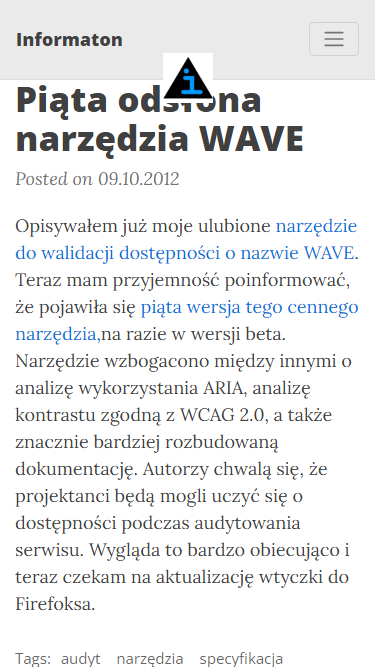 Informaton
Piąta odsłona
narzędzia WAVE
Posted on 09.10.2012
Opisywałem już moje ulubione narzędzie
do walidacji dostępności o nazwie WAVE.
Teraz mam przyjemność poinformować,
że pojawiła się piąta wersja tego cennego
narzędzia,na razie w wersji beta.
Narzędzie wzbogacono między innymi o
analizę wykorzystania ARIA, analizę
kontrastu zgodną z WCAG 2.0, a także
znacznie bardziej rozbudowaną
dokumentację. Autorzy chwalą się, że
projektanci będą mogli uczyć się o
dostępności podczas audytowania
serwisu. Wygląda to bardzo obiecująco i
teraz czekam na aktualizację wtyczki do
Firefoksa.
Tags: audyt narzędzia specyfikacja